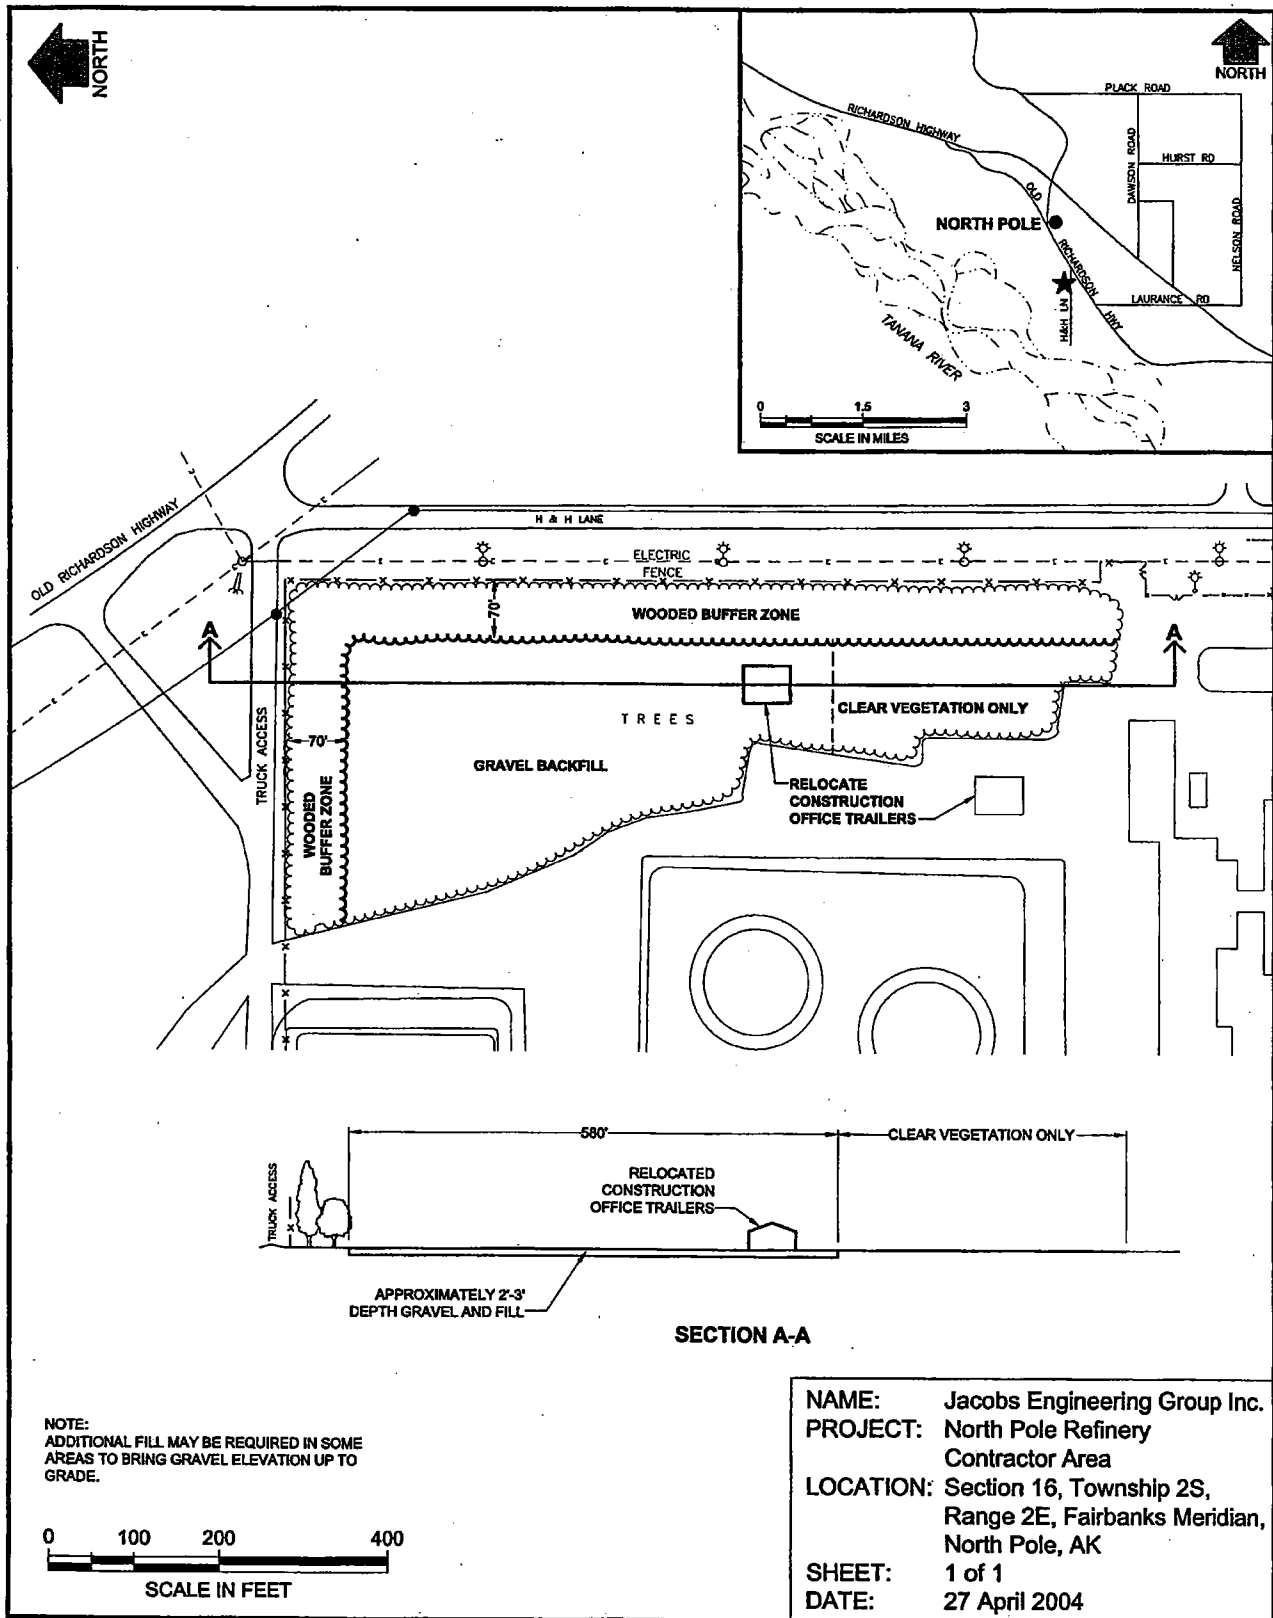 NORTH
NORTH
PLACK ROAD
RICHARDSON HIGHWAY
DAWSON ROAD
HURST RD
OLD
RICHARDSON
HWY
NORTH POLE
NELSON ROAD
LAURANCE RD
H&H LN
TANANA RIVER
0 1.5 3
SCALE IN MILES
OLD RICHARDSON HIGHWAY
H & H LANE
ELECTRIC
FENCE
70'
WOODED BUFFER ZONE
A
A
TREES
CLEAR VEGETATION ONLY
70'
TRUCK ACCESS
GRAVEL BACKFILL
WOODED
BUFFER ZONE
RELOCATE
CONSTRUCTION
OFFICE TRAILERS
580'
CLEAR VEGETATION ONLY
TRUCK ACCESS
RELOCATED
CONSTRUCTION
OFFICE TRAILERS
APPROXIMATELY 2'-3'
DEPTH GRAVEL AND FILL
SECTION A-A
NOTE:
ADDITIONAL FILL MAY BE REQUIRED IN SOME
AREAS TO BRING GRAVEL ELEVATION UP TO
GRADE.
0 100 200 400
SCALE IN FEET
NAME: Jacobs Engineering Group Inc.
PROJECT: North Pole Refinery
Contractor Area
LOCATION: Section 16, Township 2S,
Range 2E, Fairbanks Meridian,
North Pole, AK
SHEET: 1 of 1
DATE: 27 April 2004